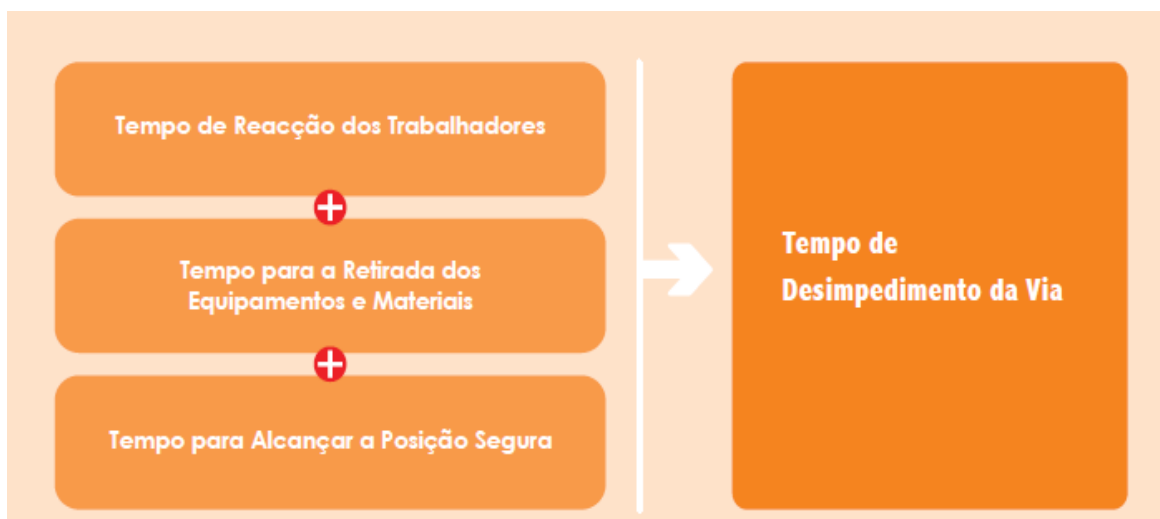 Tempo de Reacção dos Trabalhadores
Tempo para a Retirada dos
Equipamentos e Materiais
Tempo para Alcançar a Posição Segura
Tempo de
Desimpedimento da Via